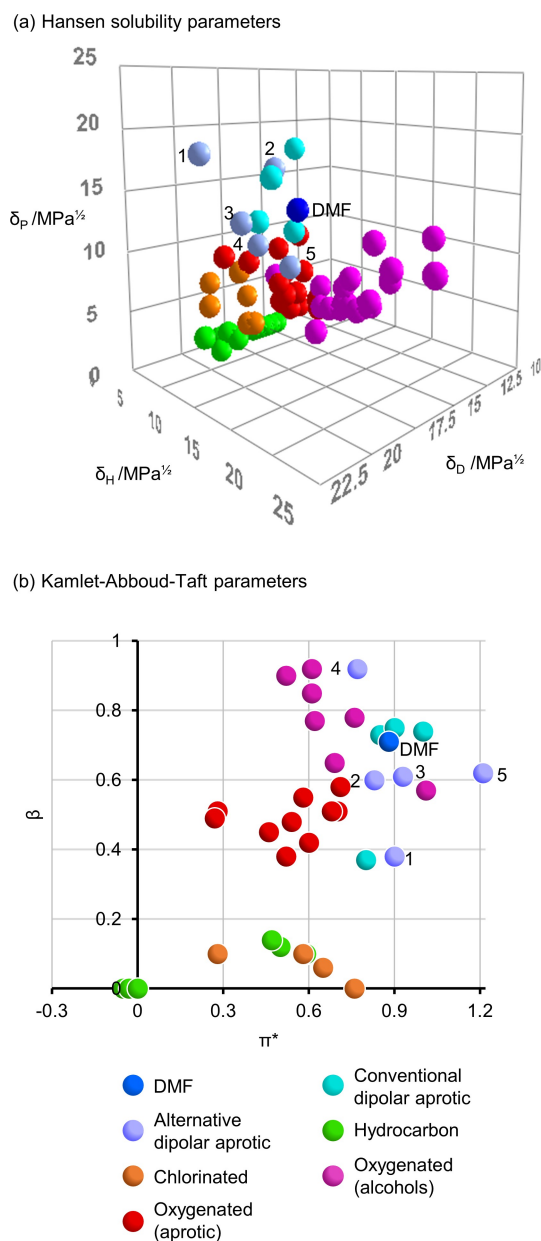 (a) Hansen solubility parameters
25
20
15
10
5
0
δP /MPa½
1
2
3
4
5
DMF
5
10
15
20
25
δH /MPa½
22.5
20
17.5
15
12.5
10
δD /MPa½
(b) Kamlet-Abboud-Taft parameters
1
0.8
0.6
0.4
0.2
0
β
4
DMF
2
3
5
1
-0.3
0
0.3
0.6
0.9
1.2
π*
DMF
Alternative
dipolar aprotic
Chlorinated
Oxygenated
(aprotic)
Conventional
dipolar aprotic
Hydrocarbon
Oxygenated
(alcohols)